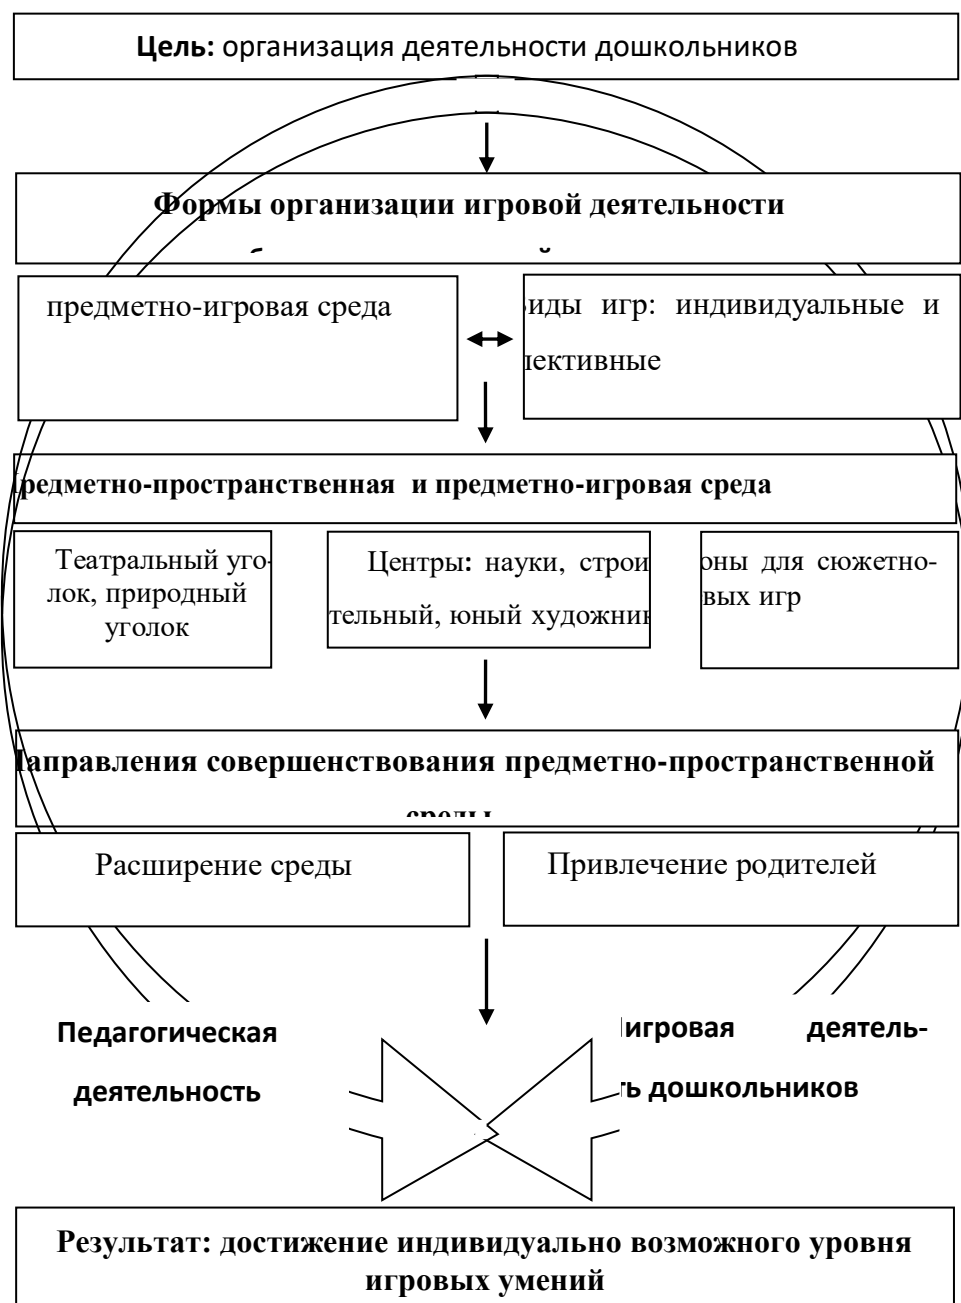 Цель: организация деятельности дошкольников
Формы организации игровой деятельности
предметно-игровая среда
иды игр: индивидуальные и
лективные
редметно-пространственная и предметно-игровая среда
Театральный уго-
лок, природный
уголок
Центры: науки, строи
тельный, юный художник
оны для сюжетно-
вых игр
Направления совершенствования предметно-пространственной
среды
Расширение среды
Привлечение родителей
Педагогическая
деятельность
игровая деятель-
ть дошкольников
Результат: достижение индивидуально возможного уровня
игровых умений